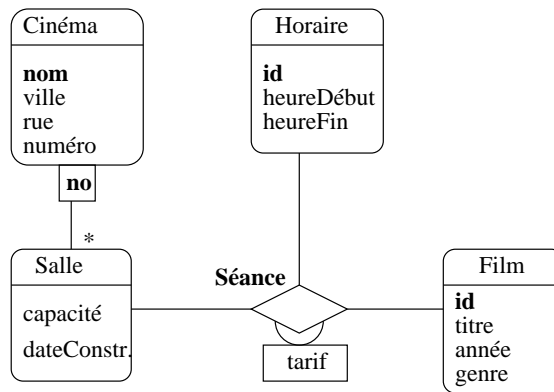 Cinéma
nom
ville
rue
numéro
no
*
Horaire
id
heureDébut
heureFin
Salle
capacité
dateConstr.
Séance
tarif
Film
id
titre
année
genre